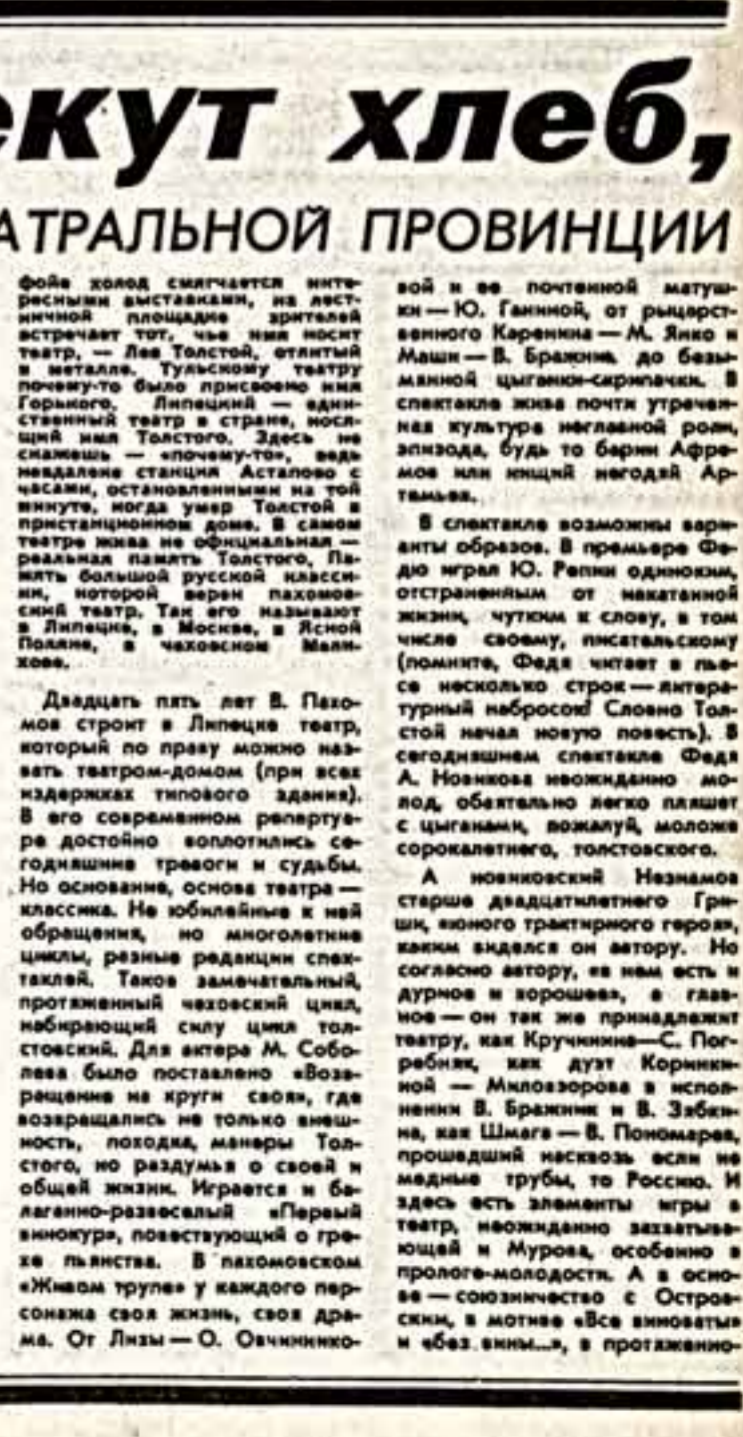 екут хлеб,
АТРАЛЬНОЙ ПРОВИНЦИИ
фойе холод смягчается инте-
ресными выставками, на лест-
ничной площадке зрителей
встречает тот, чье имя носит
театр, — Лев Толстой, отлитый
в металле. Тульскому театру
почему-то было присвоено имя
Горького. Липецкий — един-
ственный театр в стране, нося-
щий имя Толстого. Здесь не
скажешь — «почему-то», ведь
невдалеке станция Астапово с
часами, остановленными на той
минуте, когда умер Толстой в
пристанционном доме. В самом
театре жива не официальная —
реальная память Толстого. Па-
мять большой русской класси-
ки, которой верен пахомов-
ский театр. Так его называют
в Липецке, в Москве, в Ясной
Поляне, в чеховском Мели-
хове.
Двадцать пять лет В. Пахо-
мов строит в Липецке театр,
который по праву можно наз-
вать театром-домом (при всех
издержках типового здания).
В его современном репертуа-
ре достойно воплотились се-
годняшние тревоги и судьбы.
Но основание, основа театра —
классика. Не юбилейные к ней
обращения, но многолетние
циклы, разные редакции спек-
таклей. Таков замечательный,
протяженный чеховский цикл,
набирающий силу цикл тол-
стовский. Для актера М. Собо-
лева было поставлено «Возв-
ращение на круги своя», где
возвращались не только внеш-
ность, походка, манеры Тол-
стого, но раздумья о своей и
общей жизни. Играется и ба-
лаганно-развеселый «Первый
винокур», повествующий о гре-
хе пьянства. В пахомовском
«Живом трупе» у каждого пер-
сонажа своя жизнь, своя дра-
ма. От Лизы — О. Овчиннико-
вой и ее почтенной матуш-
ки — Ю. Ганиной, от рыцарст-
венного Каренина — М. Янко и
Маши — В. Бражник до безы-
мянной цыганки-скрипачки. В
спектакле жива почти утрачен-
ная культура неглавной роли,
эпизода, будь то барин Афре-
мов или нищий негодяй Ар-
темьев.
В спектакле возможны вари-
анты образов. В премьере Фе-
дю играл Ю. Репин одиноким,
отстраненным от накатанной
жизни, чутким к слову, в том
числе своему, писательскому
(помните, Федя читает в пье-
се несколько строк — литера-
турный набросок! Словно Тол-
стой начал новую повесть). В
сегодняшнем спектакле Федя
А. Новикова неожиданно мо-
лод, обаятельно легко пляшет
с цыганами, пожалуй, моложе
сорокалетнего, толстовского.
А новиковский Незнамов
старше двадцатилетнего Гри-
ши, «юного трактирного героя»,
каким виделся он автору. Но
согласно автору, «в нем есть и
дурное и хорошее», а глав-
ное — он так же принадлежит
театру, как Кручинина — С. Пог-
ребняк, как дуэт Коринки-
ной — Миловзорова в испол-
нении В. Бражник и В. Зябки-
на, как Шмага — В. Пономарев,
прошедший насквозь если не
медные трубы, то Россию. И
здесь есть элементы игры в
театр, неожиданно захватыва-
ющей и Мурова, особенно в
прологе-молодости. А в осно-
ве — союзничество с Остров-
ским, в мотиве «Все виноваты»
и «без вины...», в протяженно-